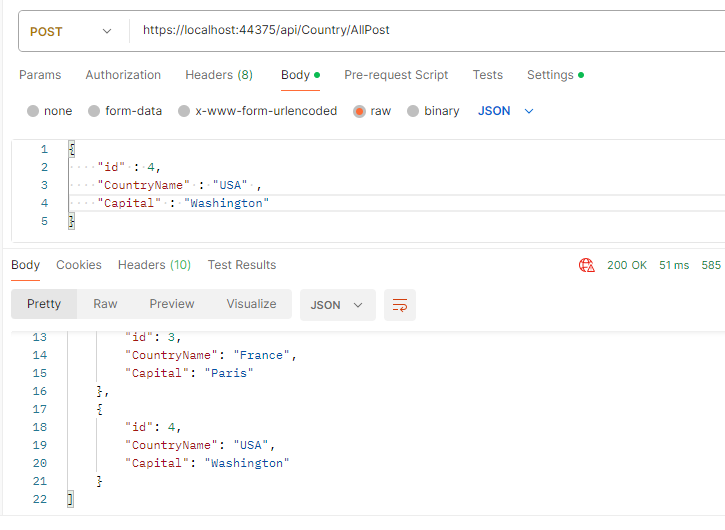 POST https://localhost:44375/api/Country/AllPost
Params Authorization Headers (8) Body Pre-request Script Tests Settings
none form-data x-www-form-urlencoded raw binary JSON
1 {
2 "id" : 4,
3 "CountryName" : "USA" ,
4 "Capital" : "Washington"
5 }
Body Cookies Headers (10) Test Results 200 OK 51 ms 585
Pretty Raw Preview Visualize JSON
13 "id": 3,
14 "CountryName": "France",
15 "Capital": "Paris"
16 },
17 {
18 "id": 4,
19 "CountryName": "USA",
20 "Capital": "Washington"
21 }
22 ]